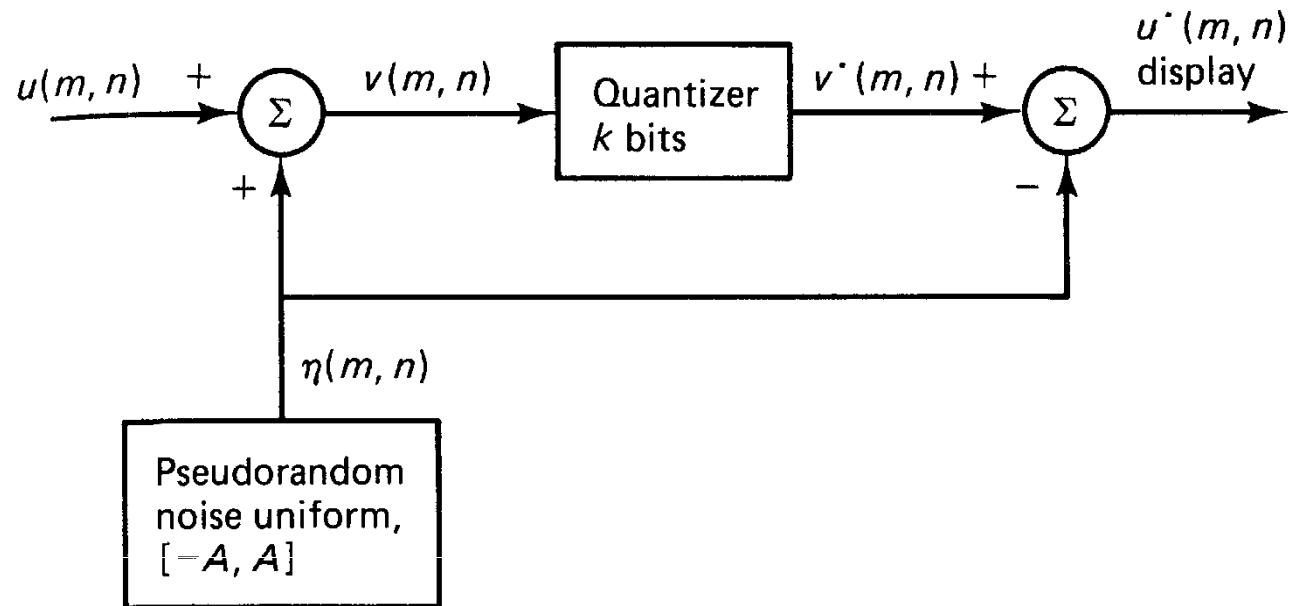 u(m, n)
+
Σ
v(m, n)
Quantizer
k bits
v˙(m, n) +
Σ
u˙(m, n)
display
+
−
η(m, n)
Pseudorandom
noise uniform,
[−A, A]